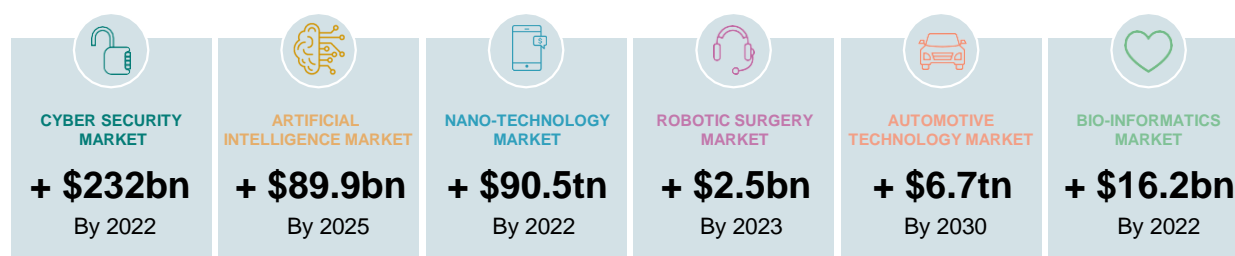 CYBER SECURITY
MARKET
+ $232bn
By 2022
ARTIFICIAL
INTELLIGENCE MARKET
+ $89.9bn
By 2025
$
NANO-TECHNOLOGY
MARKET
+ $90.5tn
By 2022
ROBOTIC SURGERY
MARKET
+ $2.5bn
By 2023
AUTOMOTIVE
TECHNOLOGY MARKET
+ $6.7tn
By 2030
BIO-INFORMATICS
MARKET
+ $16.2bn
By 2022